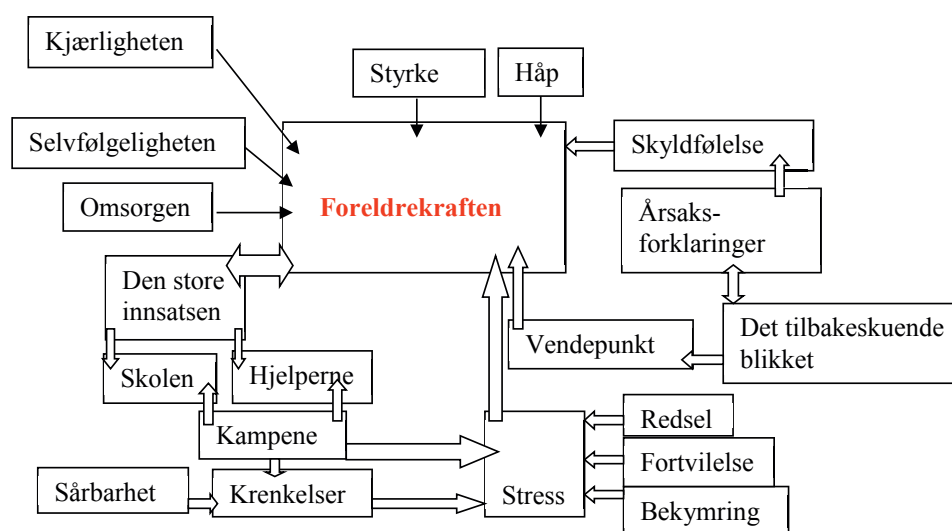 Kjærligheten
Styrke
Håp
Selvfølgeligheten
Skyldfølelse
Omsorgen
Foreldrekraften
Årsaks-
forklaringer
Den store
innsatsen
Vendepunkt
Det tilbakeskuende
blikket
Skolen
Hjelperne
Kampene
Redsel
Fortvilelse
Sårbarhet
Krenkelser
Stress
Bekymring